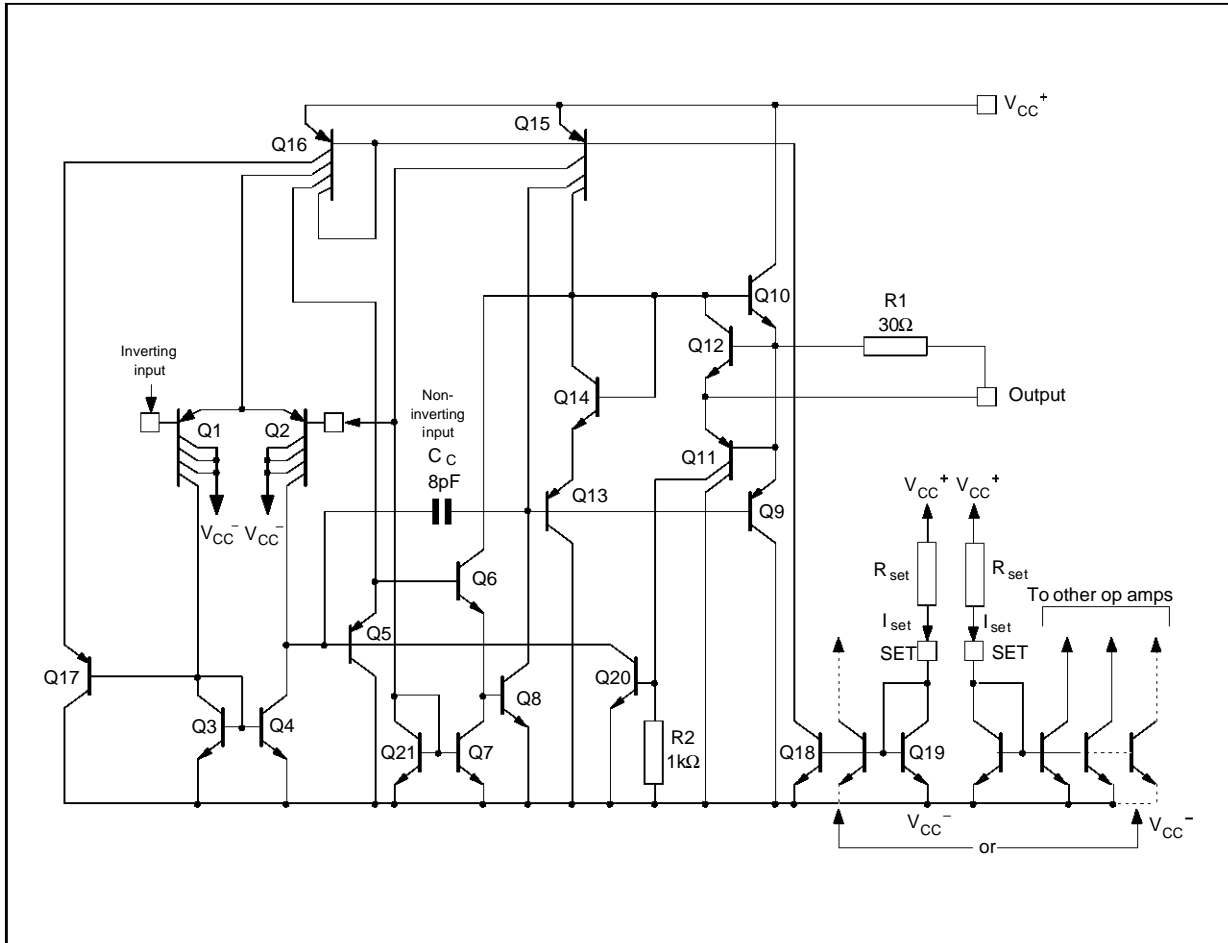 VCC+
Q15
Q16
Q10
R1
30Ω
Q12
Inverting
input
Non-
inverting
input
Q14
Output
Q1
Q2
CC
8pF
Q11
Q13
VCC+
VCC+
VCC−
VCC−
Q9
Rset
Rset
Q6
To other op amps
Iset
Iset
Q5
SET
SET
Q17
Q20
Q8
Q3
Q4
Q21
Q7
R2
1kΩ
Q18
Q19
VCC−
VCC−
or